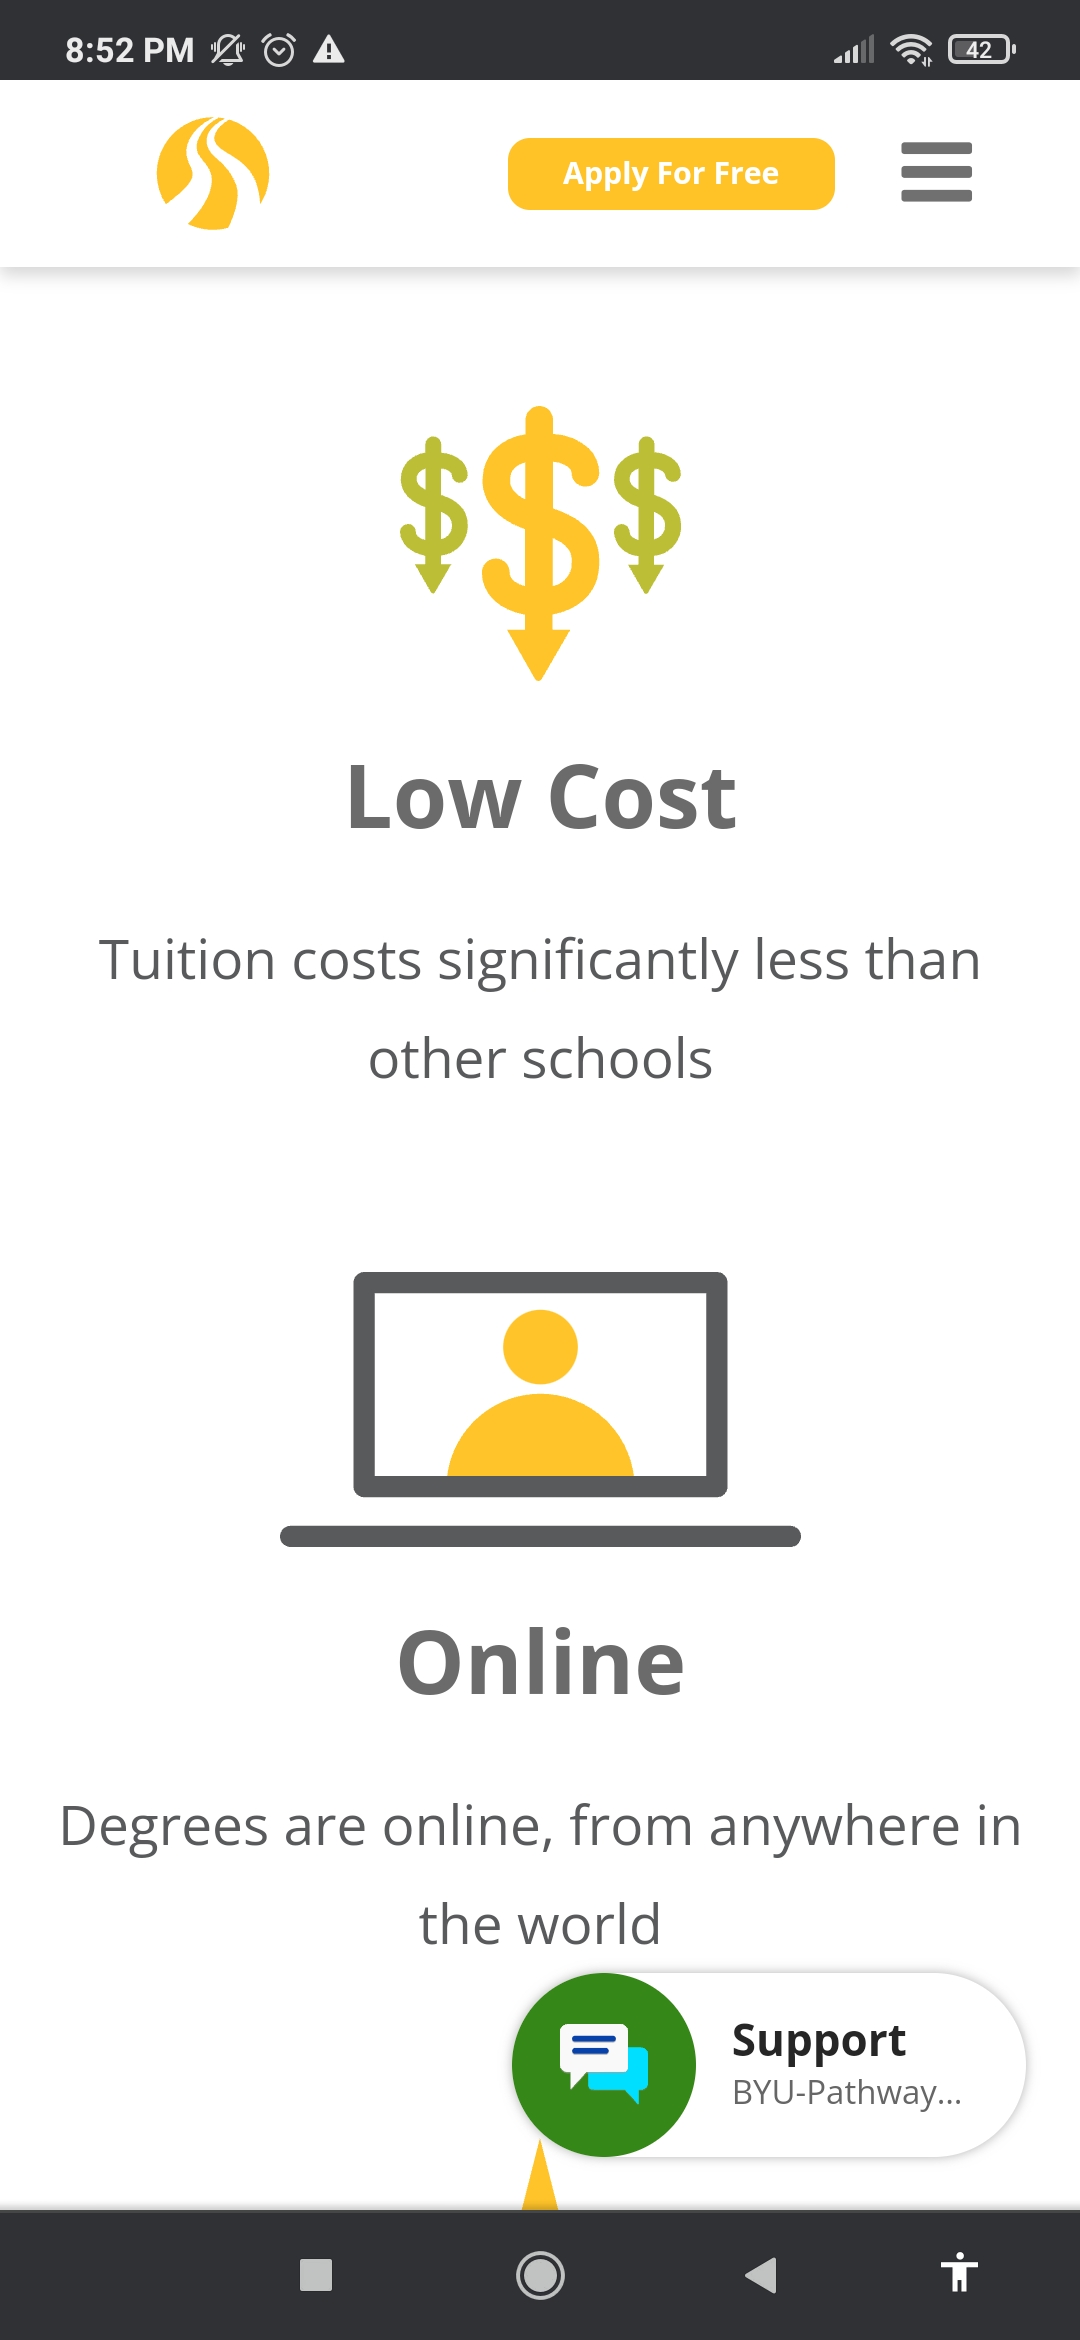 8:52 PM
42
Apply For Free
Low Cost
Tuition costs significantly less than
other schools
Online
Degrees are online, from anywhere in
the world
Support
BYU-Pathway...